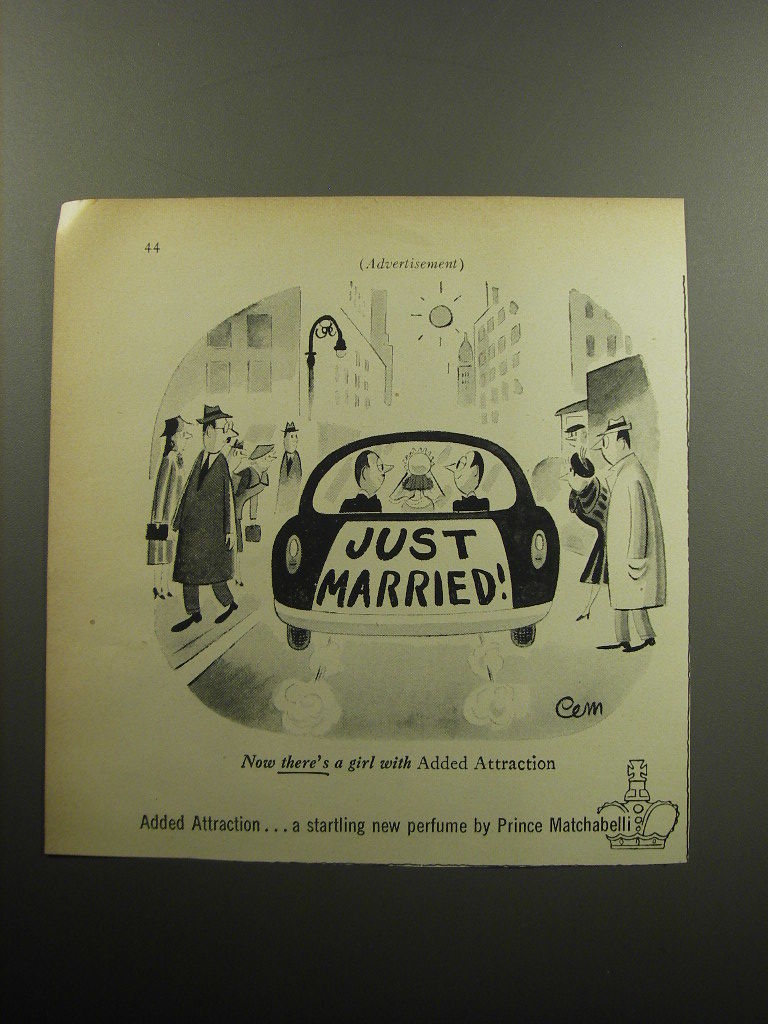 44
(Advertisement)
JUST
MARRIED!
Cem
Now there's a girl with Added Attraction
Added Attraction... a startling new perfume by Prince Matchabelli